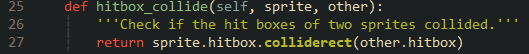 25 def hitbox_collide(self, sprite, other):
26 '''Check if the hit boxes of two sprites collided.'''
27 return sprite.hitbox.colliderect(other.hitbox)